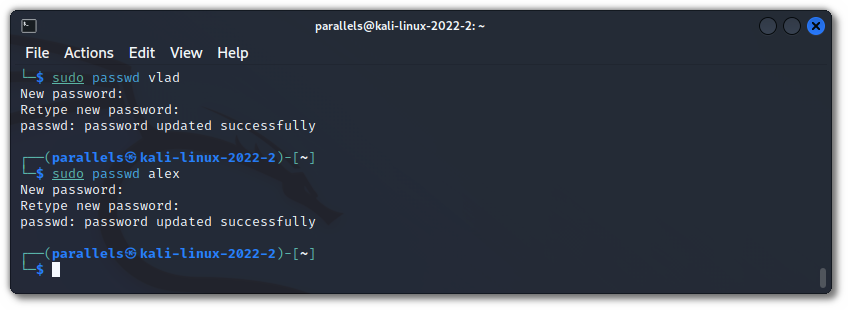 parallels@kali-linux-2022-2: ~
File Actions Edit View Help
└─$ sudo passwd vlad
New password:
Retype new password:
passwd: password updated successfully
┌──(parallels㉿kali-linux-2022-2)-[~]
└─$ sudo passwd alex
New password:
Retype new password:
passwd: password updated successfully
┌──(parallels㉿kali-linux-2022-2)-[~]
└─$